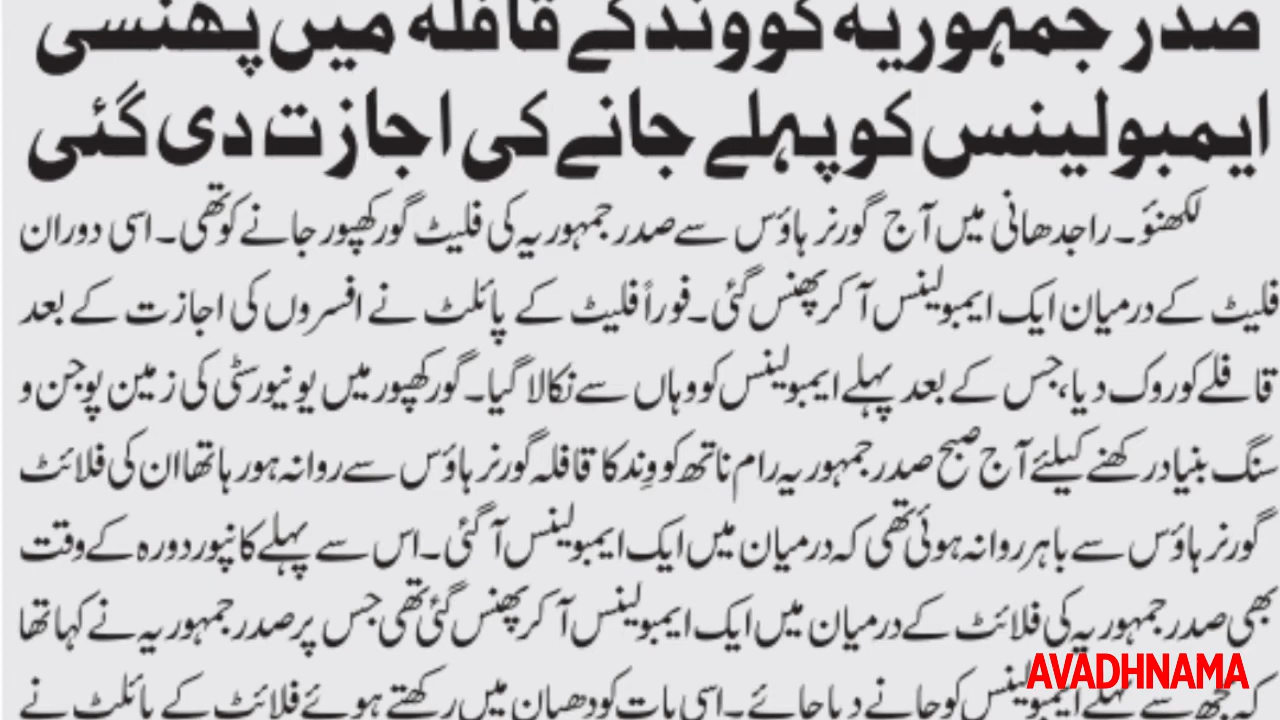 صدر جمہوریہ کووند کے قافلہ میں پھنسی
ایمبولینس کو پہلے جانے کی اجازت دی گئی
لکھنؤ۔ راجدھانی میں آج گورنر ہاؤس سے صدر جمہوریہ کی فلیٹ گورکھپور جانے کو تھی۔ اسی دوران
فلیٹ کے درمیان ایک ایمبولینس آ کر پھنس گئی۔ فوراً فلیٹ کے پائلٹ نے افسروں کی اجازت کے بعد
قافلے کو روک دیا، جس کے بعد پہلے ایمبولینس کو وہاں سے نکالا گیا۔ گورکھپور میں یونیورسٹی کی زمین پوجن و
سنگ بنیاد رکھنے کیلئے آج صبح صدر جمہوریہ رام ناتھ کووِند کا قافلہ گورنر ہاؤس سے روانہ ہو رہا تھا ان کی فلائٹ
گورنر ہاؤس سے باہر روانہ ہوئی تھی کہ درمیان میں ایک ایمبولینس آ گئی۔ اس سے پہلے کانپور دورہ کے وقت
بھی صدر جمہوریہ کی فلائٹ کے درمیان میں ایک ایمبولینس آ کر پھنس گئی تھی جس پر صدر جمہوریہ نے کہا تھا
کہ مجھ سے پہلے ایمبولینس کو جانے دیا جائے۔ اسی بات کو دھیان میں رکھتے ہوئے فلائٹ کے پائلٹ نے
AVADHNAMA